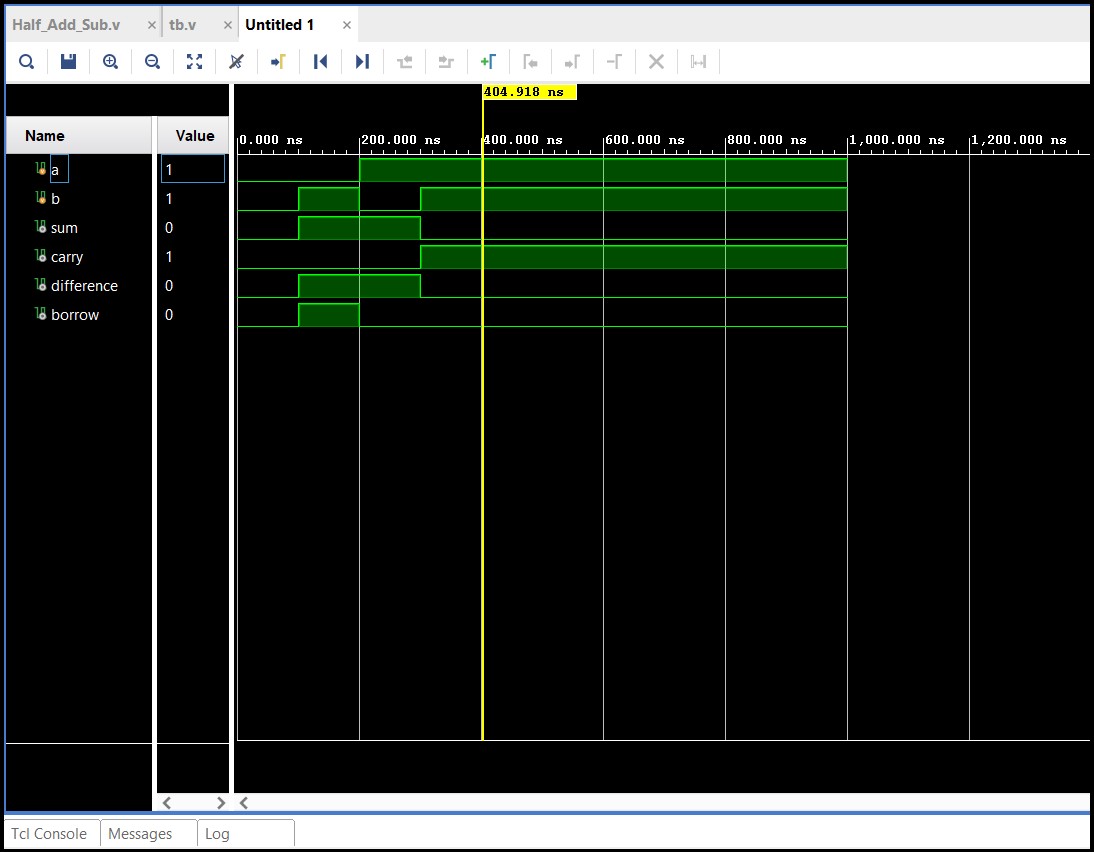 Half_Add_Sub.v tb.v Untitled 1
404.918 ns
Name Value 0.000 ns 200.000 ns 400.000 ns 600.000 ns 800.000 ns 1,000.000 ns 1,200.000 ns
a 1
b 1
sum 0
carry 1
difference 0
borrow 0
Tcl Console Messages Log